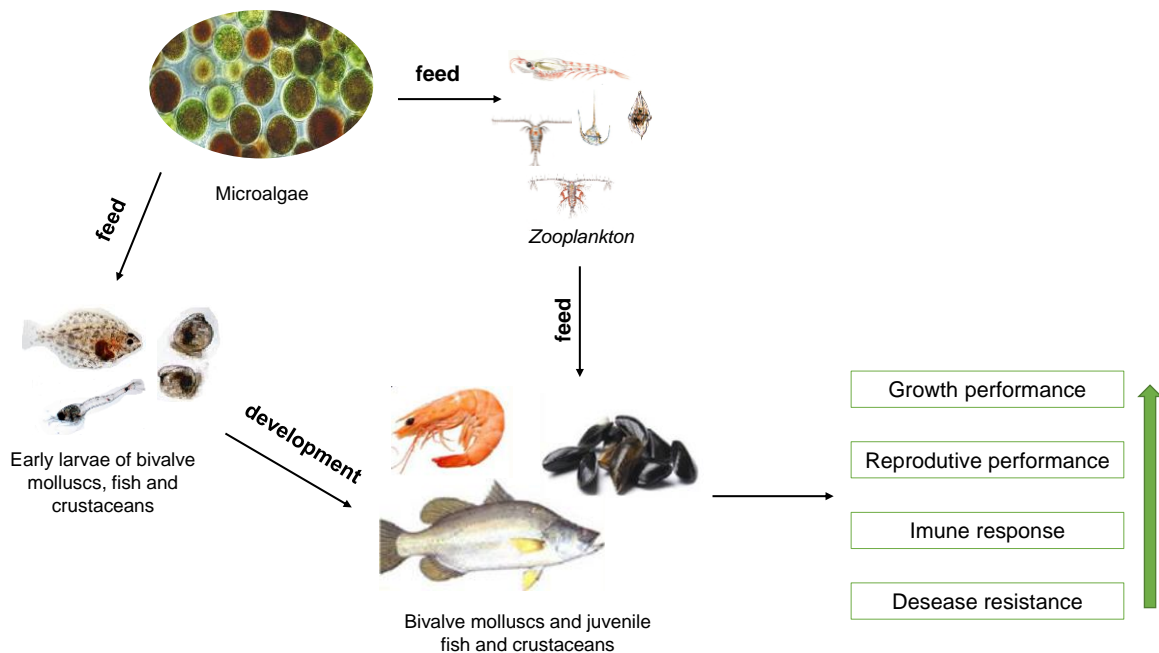 feed
Microalgae
Zooplankton
feed
feed
Early larvae of bivalve
molluscs, fish and
crustaceans
development
Bivalve molluscs and juvenile
fish and crustaceans
Growth performance
Reprodutive performance
Imune response
Desease resistance